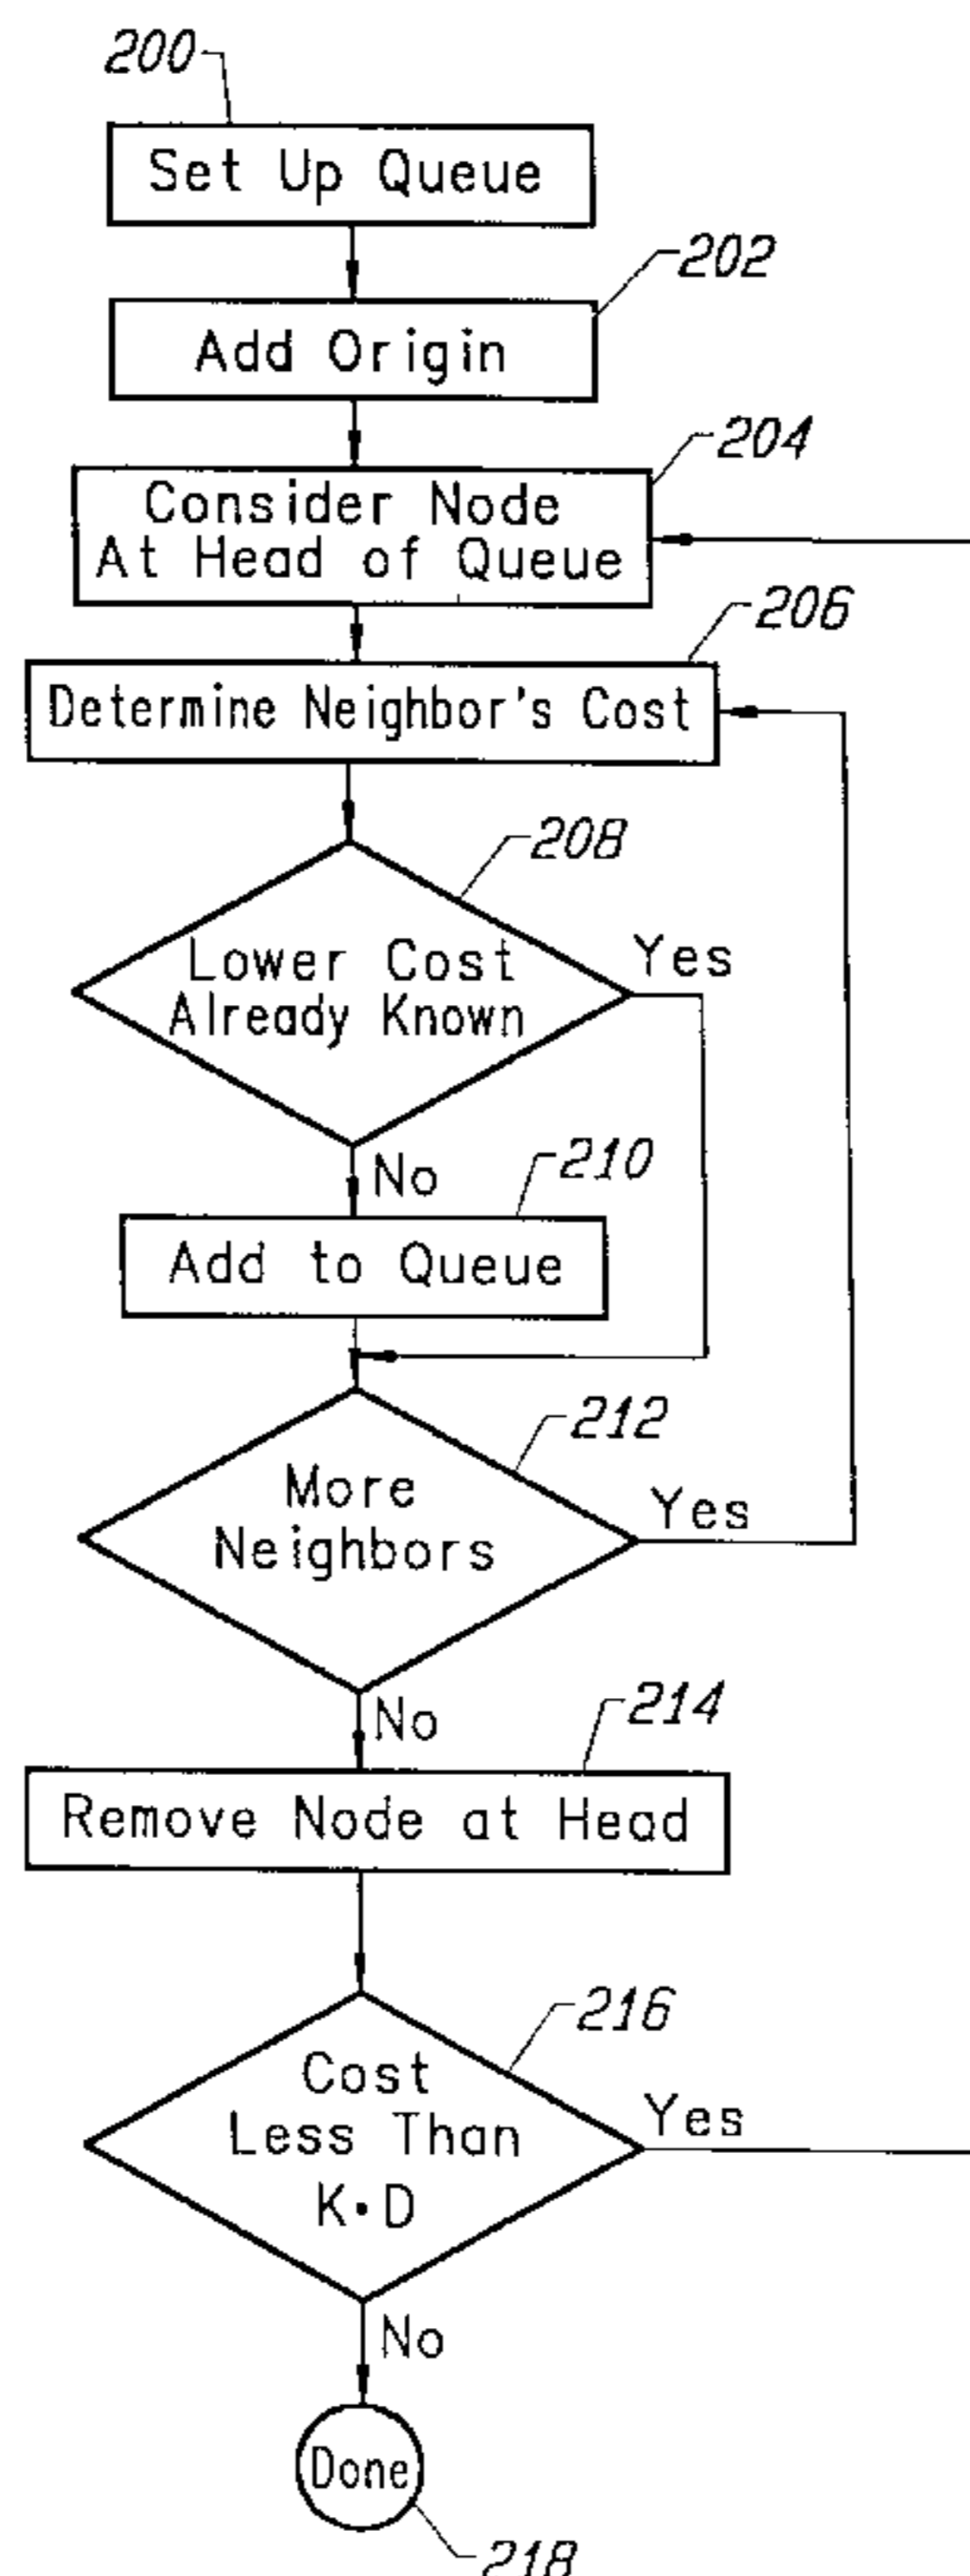 200
Set Up Queue
202
Add Origin
204
Consider Node
At Head of Queue
206
Determine Neighbor's Cost
208
Lower Cost
Already Known
Yes
No
210
Add to Queue
212
More
Neighbors
Yes
No
214
Remove Node at Head
216
Cost
Less Than
K·D
Yes
No
Done
218